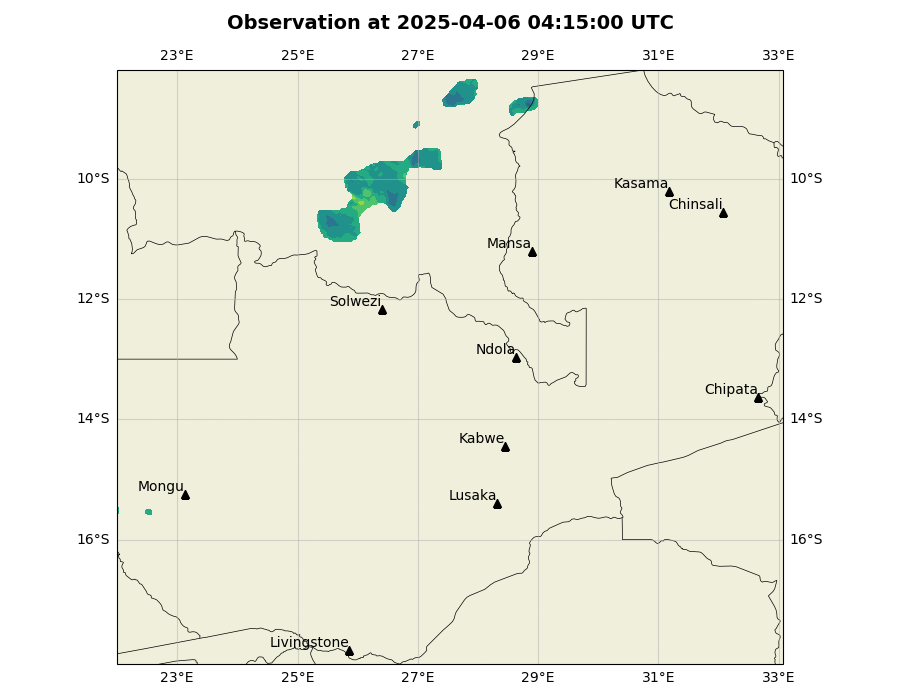 Observation at 2025-04-06 04:15:00 UTC
23°E 25°E 27°E 29°E 31°E 33°E
10°S 10°S
Kasama
Chinsali
Mansa
12°S 12°S
Solwezi
Ndola
Chipata
14°S 14°S
Kabwe
Mongu
Lusaka
16°S 16°S
Livingstone
23°E 25°E 27°E 29°E 31°E 33°E